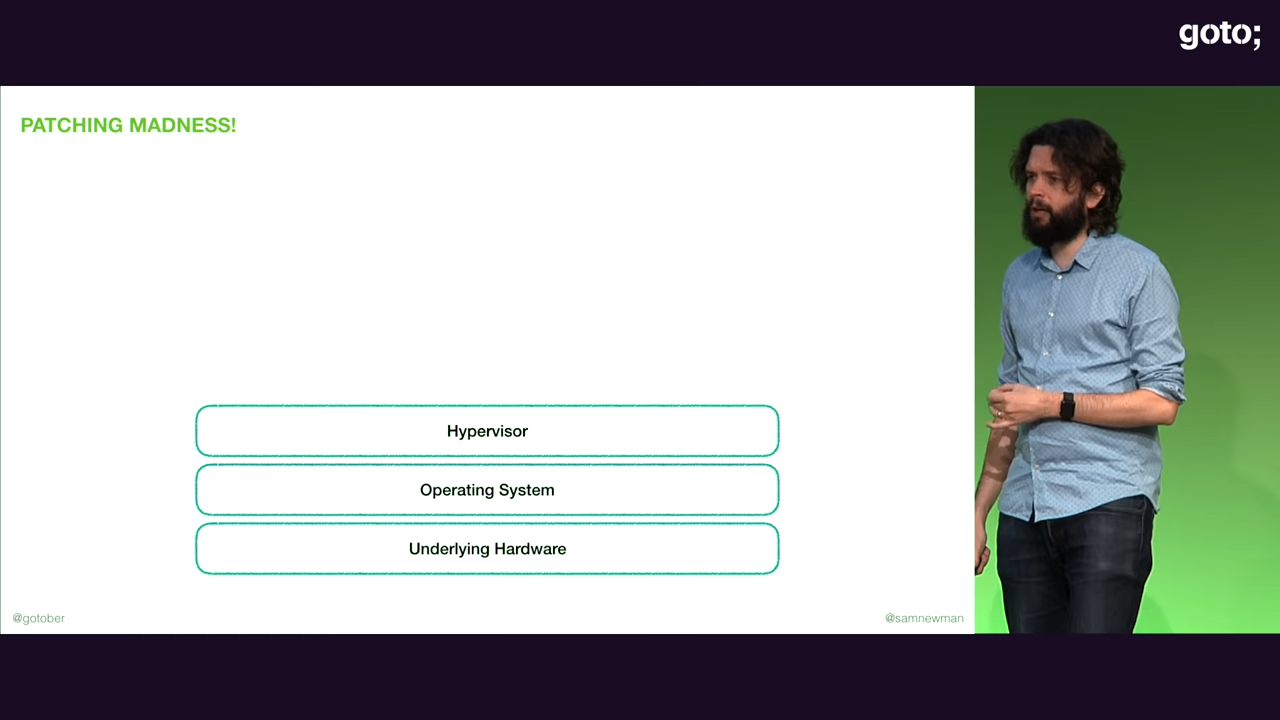 goto;
PATCHING MADNESS!
Hypervisor
Operating System
Underlying Hardware
@gotober
@samnewman